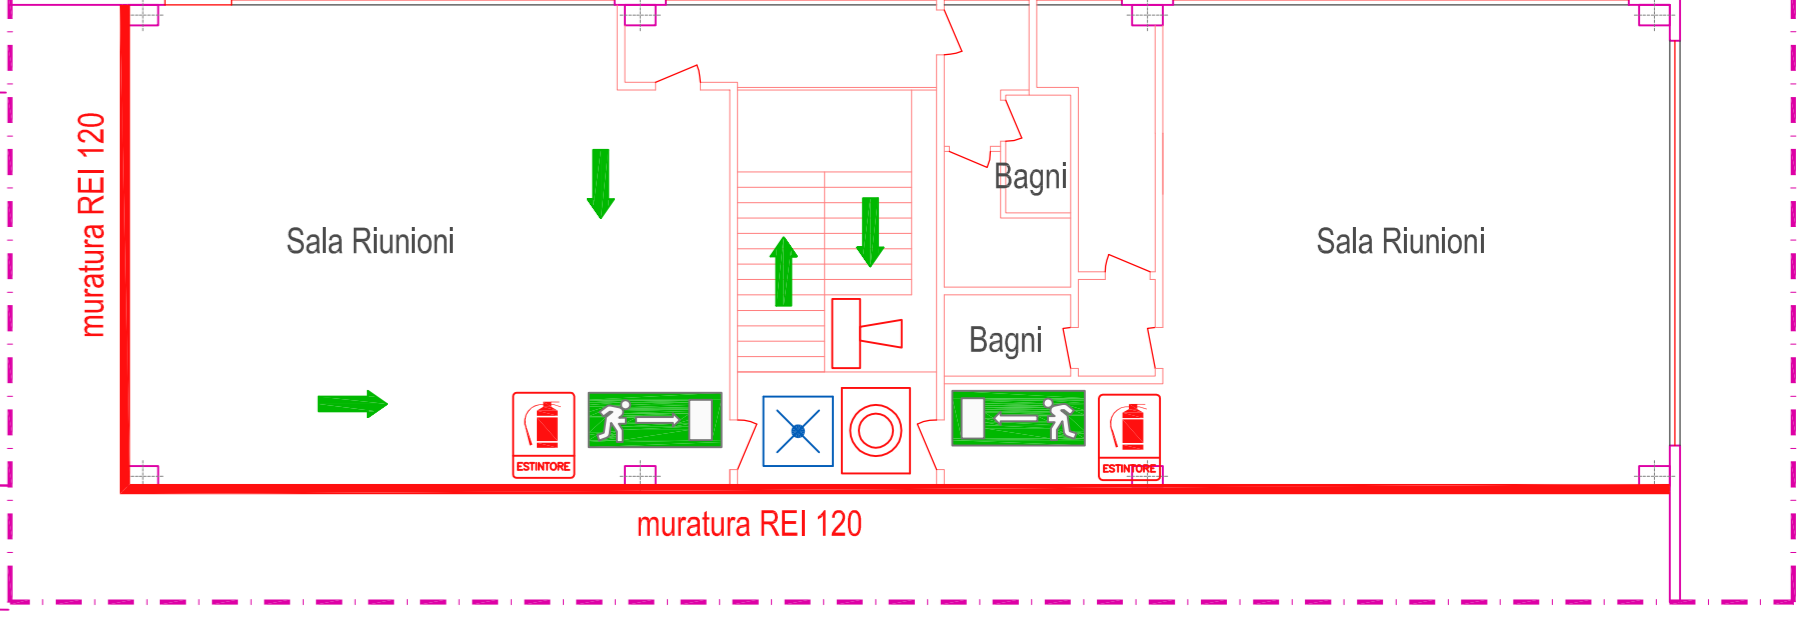 muratura REI 120
Sala Riunioni
Bagni
Sala Riunioni
Bagni
ESTINTORE
ESTINTORE
muratura REI 120